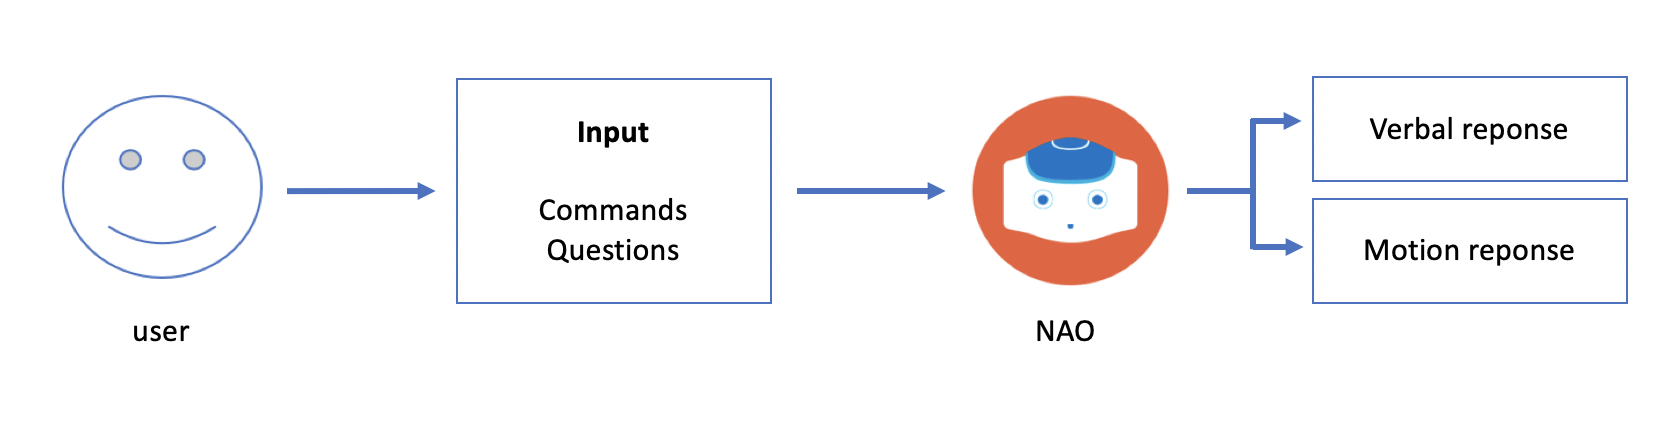 user
Input
Commands
Questions
NAO
Verbal reponse
Motion reponse